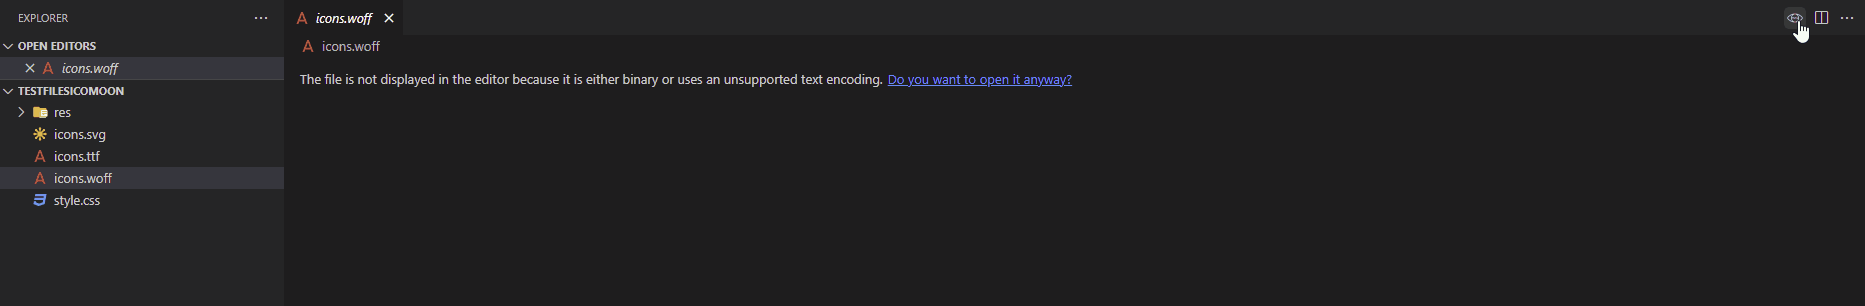 EXPLORER
OPEN EDITORS
icons.woff
TESTFILESICOMOON
res
icons.svg
icons.ttf
icons.woff
style.css
icons.woff
icons.woff
The file is not displayed in the editor because it is either binary or uses an unsupported text encoding. Do you want to open it anyway?